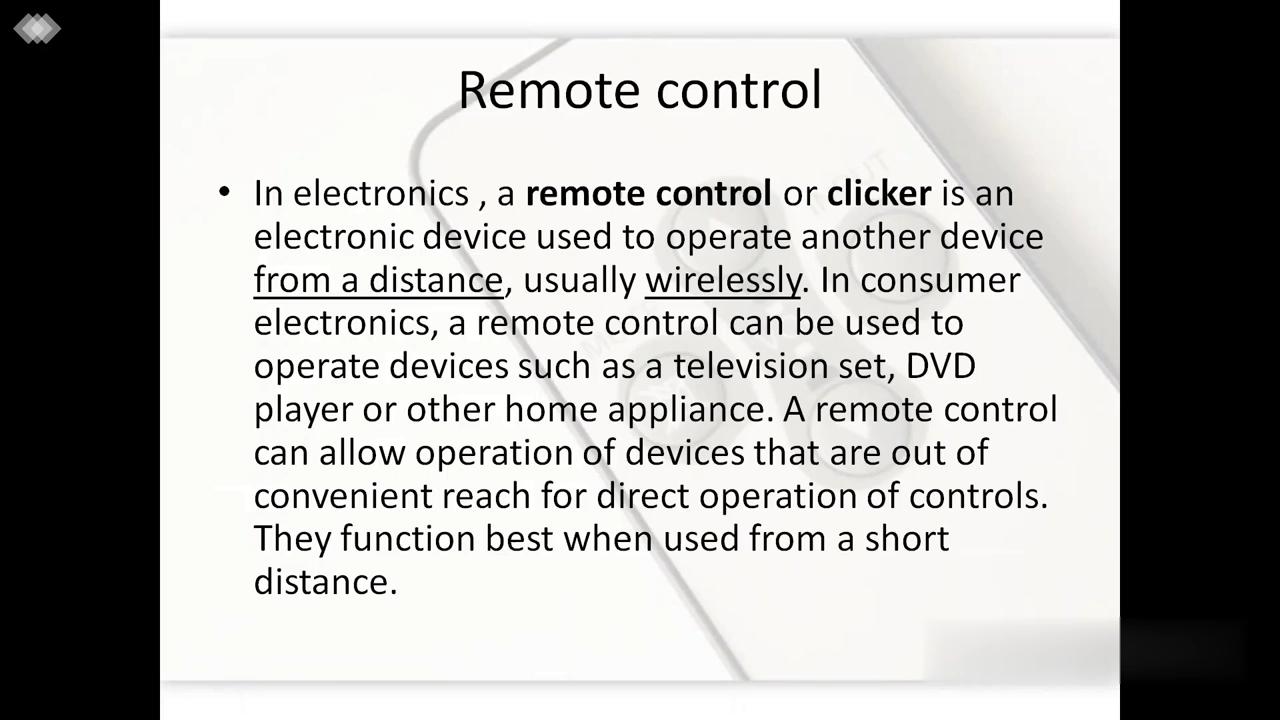 Remote control
• In electronics , a remote control or clicker is an
electronic device used to operate another device
from a distance, usually wirelessly. In consumer
electronics, a remote control can be used to
operate devices such as a television set, DVD
player or other home appliance. A remote control
can allow operation of devices that are out of
convenient reach for direct operation of controls.
They function best when used from a short
distance.